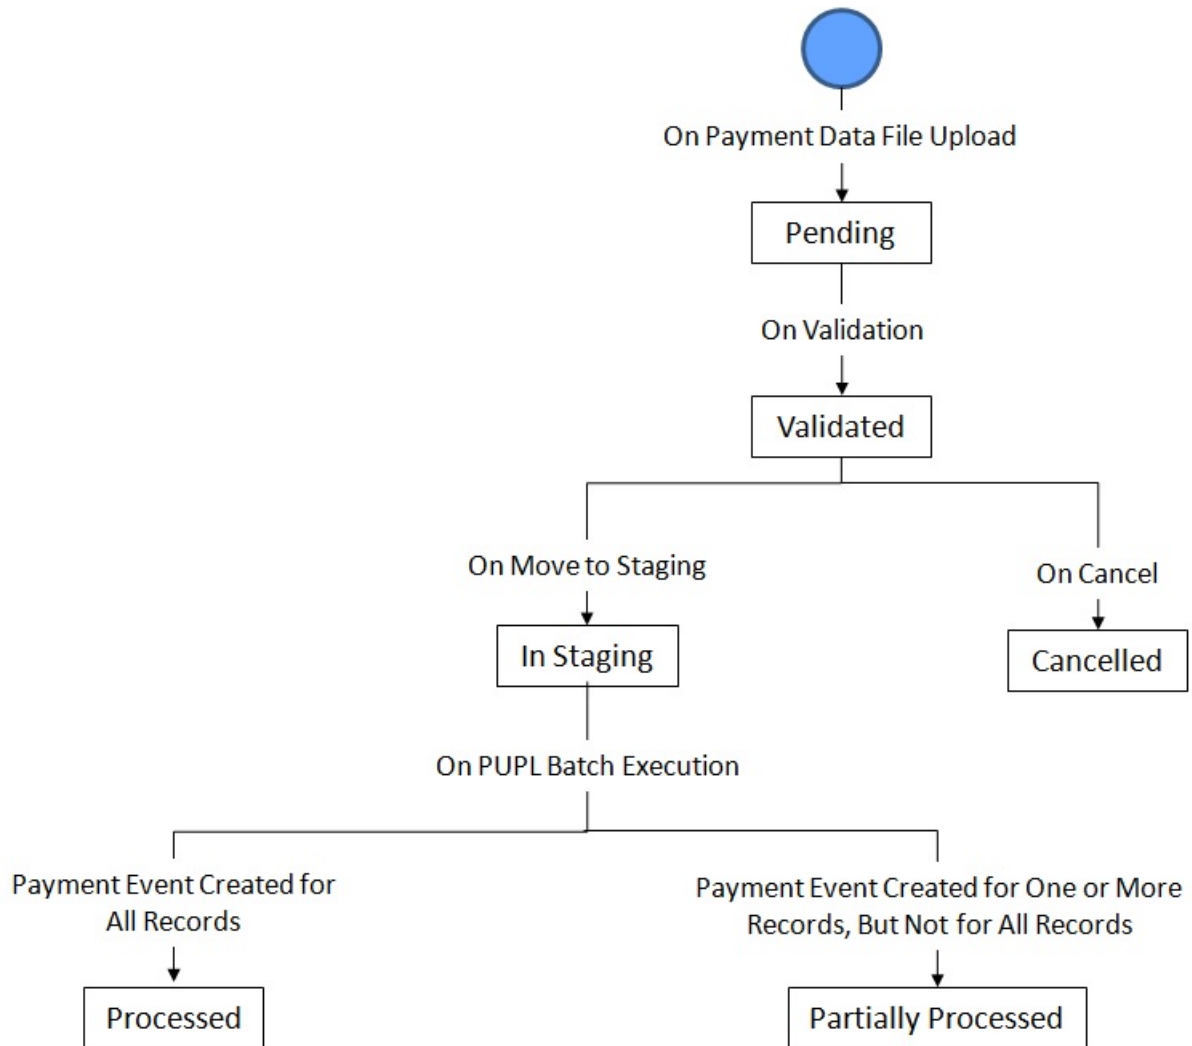 On Payment Data File Upload
Pending
On Validation
Validated
On Move to Staging
On Cancel
In Staging
Cancelled
On PUPL Batch Execution
Payment Event Created for
All Records
Payment Event Created for One or More
Records, But Not for All Records
Processed
Partially Processed